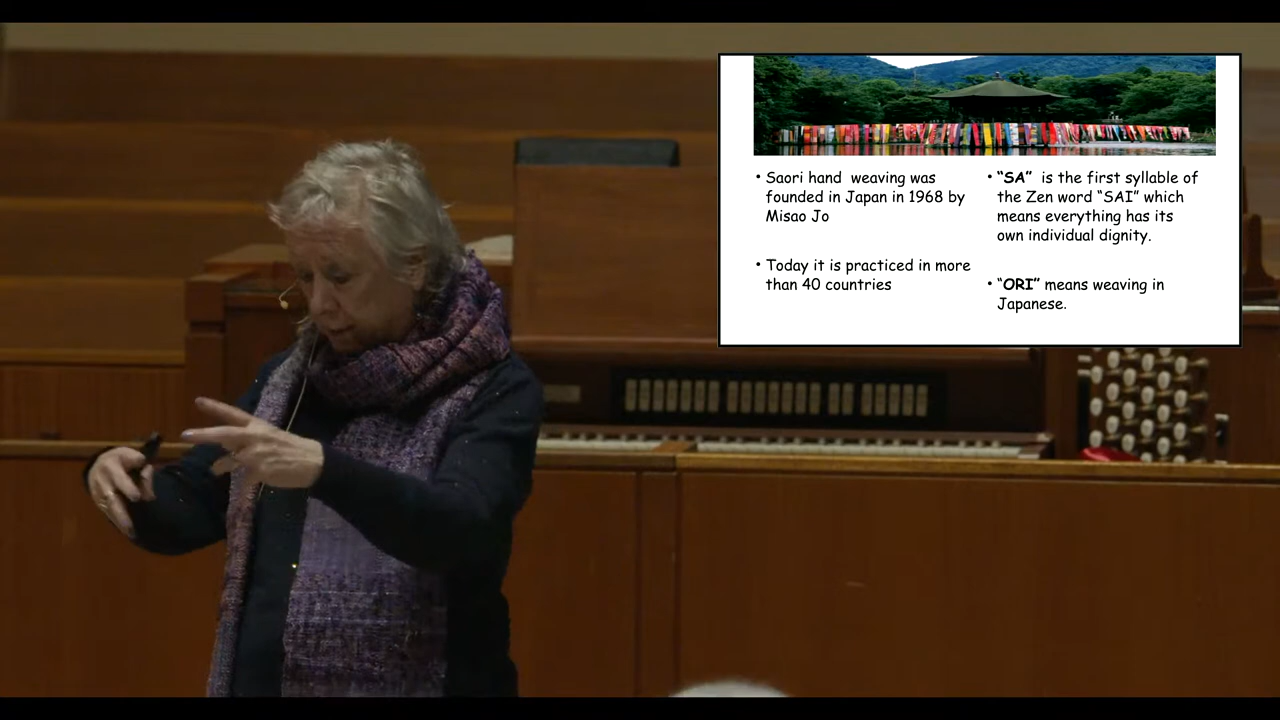 • Saori hand weaving was
founded in Japan in 1968 by
Misao Jo
• Today it is practiced in more
than 40 countries
• “SA” is the first syllable of
the Zen word “SAI” which
means everything has its
own individual dignity.
• “ORI” means weaving in
Japanese.